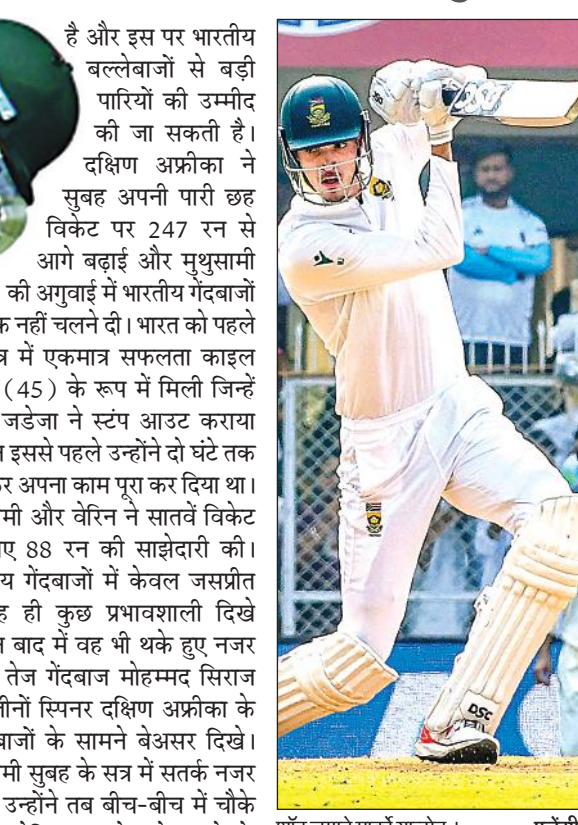 है और इस पर भारतीय
बल्लेबाजों से बड़ी
पारियों की उम्मीद
की जा सकती है।
दक्षिण अफ्रीका ने
सुबह अपनी पारी छह
विकेट पर 247 रन से
आगे बढ़ाई और मुथुसामी
की अगुवाई में भारतीय गेंदबाजों
नहीं चलने दी। भारत को पहले
में एकमात्र सफलता काइल
(45) के रूप में मिली जिन्हें
जडेजा ने स्टंप आउट कराया
इससे पहले उन्होंने दो घंटे तक
अपना काम पूरा कर दिया था।
और वेरिन ने सातवें विकेट
88 रन की साझेदारी की।
गेंदबाजों में केवल जसप्रीत
ही कुछ प्रभावशाली दिखे
बाद में वह भी थके हुए नजर
तेज गेंदबाज मोहम्मद सिराज
स्पिनर दक्षिण अफ्रीका के
के सामने बेअसर दिखे।
सुबह के सत्र में सतर्क नजर
उन्होंने तब बीच-बीच में चौके
DSC